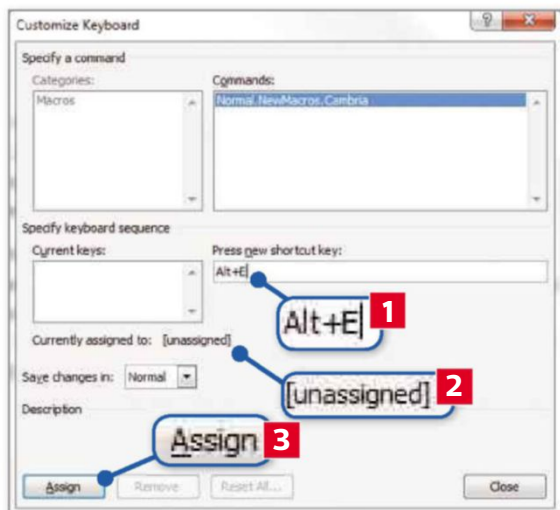 Customize Keyboard
?
Specify a command
Categories: Commands:
Macros Normal.NewMacros.Cambria
Specify keyboard sequence
Current keys: Press new shortcut key:
Alt+E
Alt+E 1
Currently assigned to: [unassigned]
Save changes in: Normal
[unassigned] 2
Description
Assign 3
Assign Remove Reset All... Close